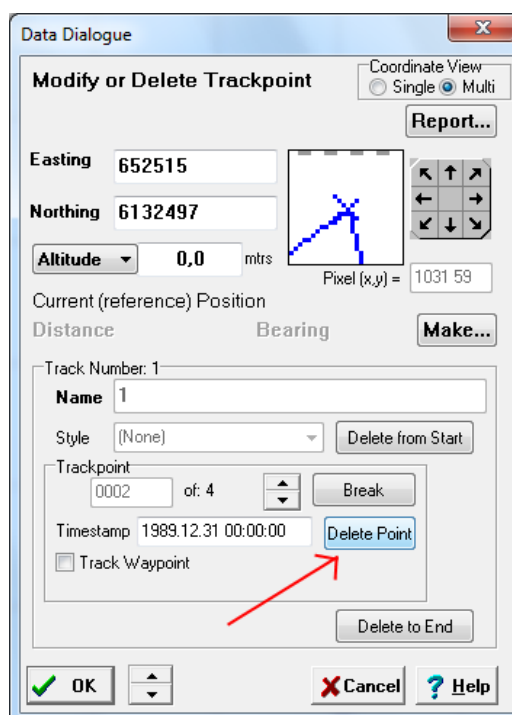 Data Dialogue
Modify or Delete Trackpoint
Coordinate View
Single Multi
Report...
Easting 652515
Northing 6132497
Altitude 0,0 mtrs
Pixel (x,y) = 1031 59
Current (reference) Position
Distance Bearing Make...
Track Number: 1
Name 1
Style (None) Delete from Start
Trackpoint
0002 of: 4 Break
Timestamp 1989.12.31 00:00:00 Delete Point
Track Waypoint
Delete to End
OK Cancel ? Help